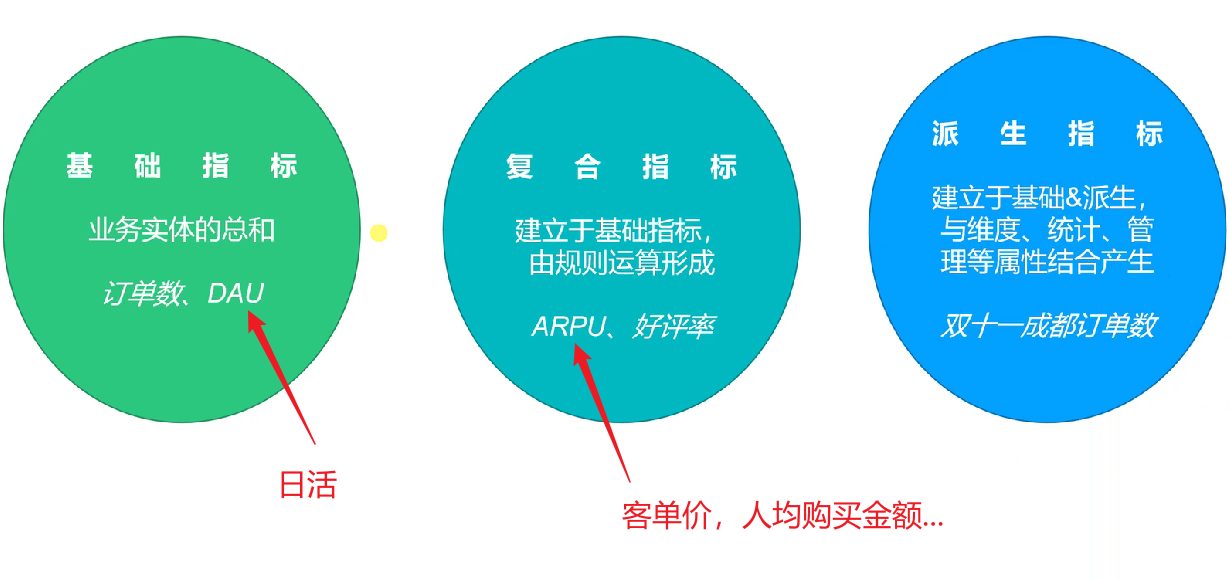 基础指标
业务实体的总和
订单数、DAU
日活
复合指标
建立于基础指标，
由规则运算形成
ARPU、好评率
客单价，人均购买金额...
派生指标
建立于基础&派生，
与维度、统计、管
理等属性结合产生
双十一成都订单数